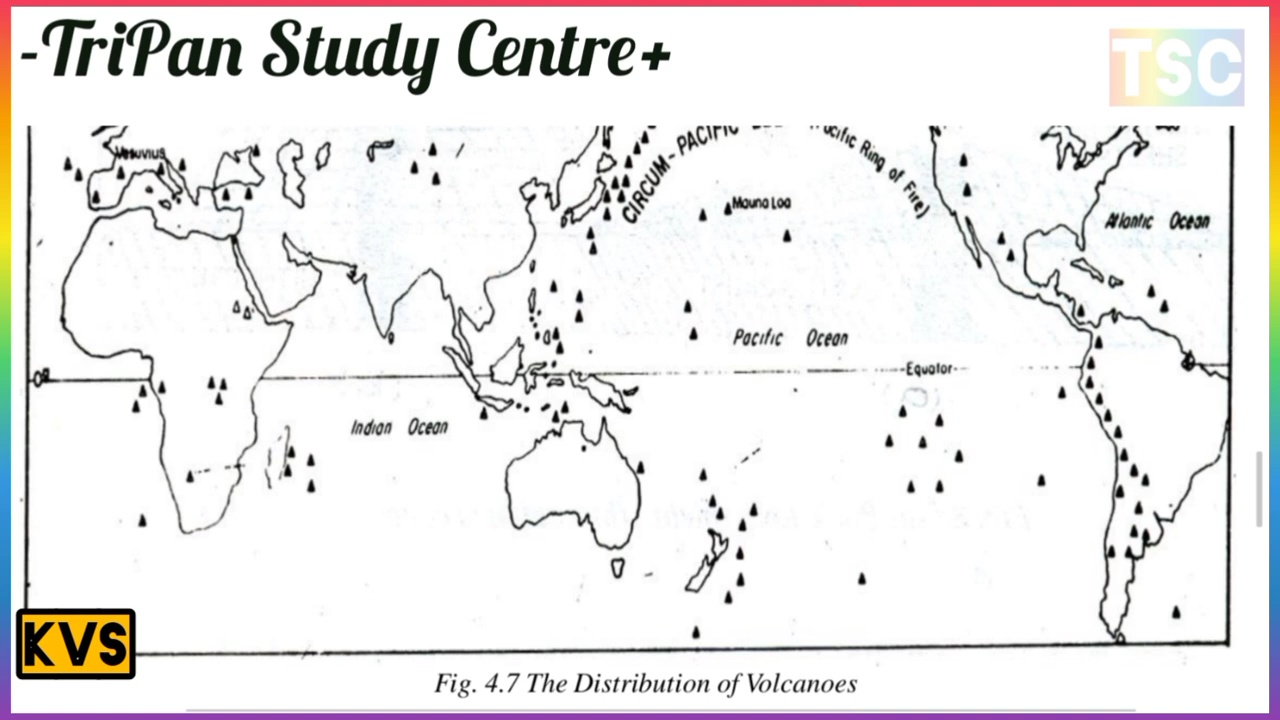 -TriPan Study Centre+
TSC
Vesuvius
CIRCUM- PACIFIC
Pacific Ring of Fire)
Mauna Loa
Atlantic Ocean
Pacific Ocean
0°
Equator
Indian Ocean
KVS
Fig. 4.7 The Distribution of Volcanoes